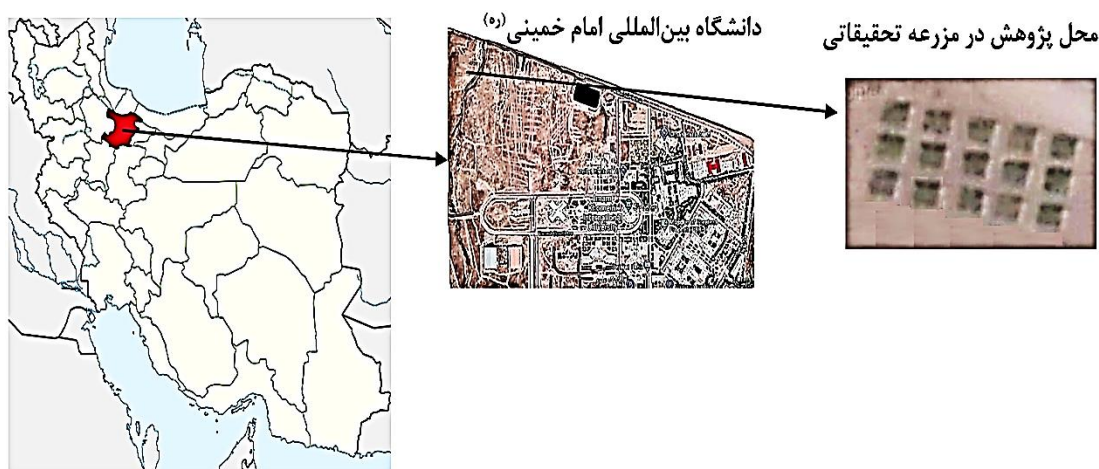 دانشگاه بین‌المللی امام خمینی(ره)
محل پژوهش در مزرعه تحقیقاتی